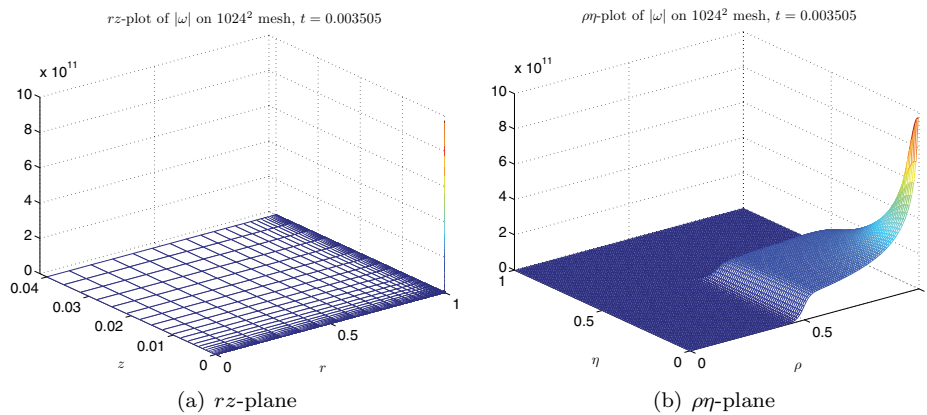 rz-plot of |ω| on 1024² mesh, t = 0.003505
x 10¹¹
10
8
6
4
2
0
0.04
0.03
0.02
0.01
0
0
0.5
1
z
r
(a) rz-plane
ρη-plot of |ω| on 1024² mesh, t = 0.003505
x 10¹¹
10
8
6
4
2
0
1
0.5
0
0
0.5
η
ρ
(b) ρη-plane